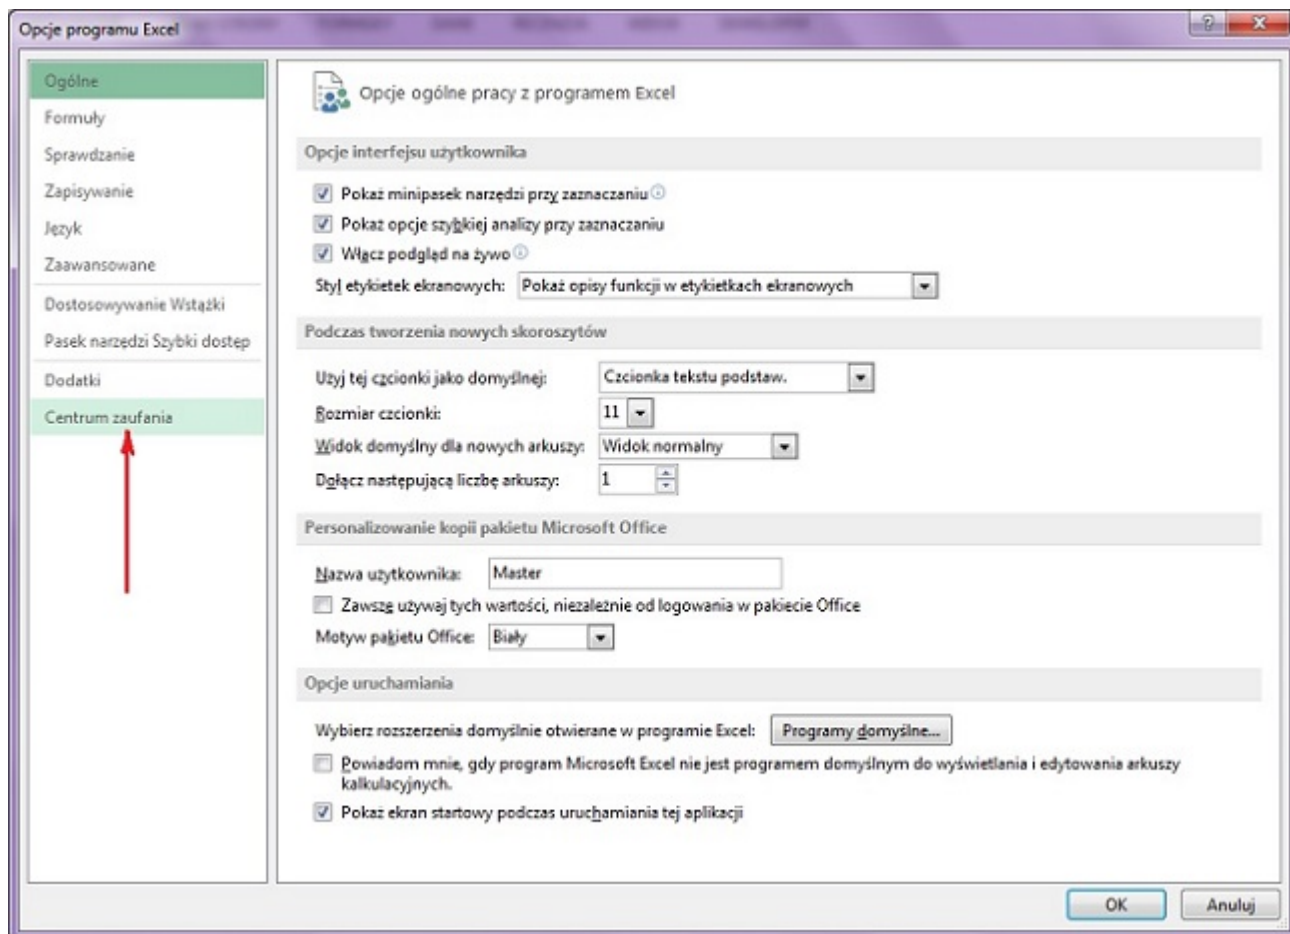 Opcje programu Excel
Ogólne
Formuły
Sprawdzanie
Zapisywanie
Język
Zaawansowane
Dostosowywanie Wstążki
Pasek narzędzi Szybki dostęp
Dodatki
Centrum zaufania
Opcje ogólne pracy z programem Excel
Opcje interfejsu użytkownika
Pokaż minipasek narzędzi przy zaznaczaniu
Pokaż opcje szybkiej analizy przy zaznaczaniu
Włącz podgląd na żywo
Styl etykietek ekranowych: Pokaż opisy funkcji w etykietkach ekranowych
Podczas tworzenia nowych skoroszytów
Użyj tej czcionki jako domyślnej: Czcionka tekstu podstaw.
Rozmiar czcionki: 11
Widok domyślny dla nowych arkuszy: Widok normalny
Dołącz następującą liczbę arkuszy: 1
Personalizowanie kopii pakietu Microsoft Office
Nazwa użytkownika: Master
Zawsze używaj tych wartości, niezależnie od logowania w pakiecie Office
Motyw pakietu Office: Biały
Opcje uruchamiania
Wybierz rozszerzenia domyślnie otwierane w programie Excel: Programy domyślne...
Powiadom mnie, gdy program Microsoft Excel nie jest programem domyślnym do wyświetlania i edytowania arkuszy
kalkulacyjnych.
Pokaż ekran startowy podczas uruchamiania tej aplikacji
OK Anuluj